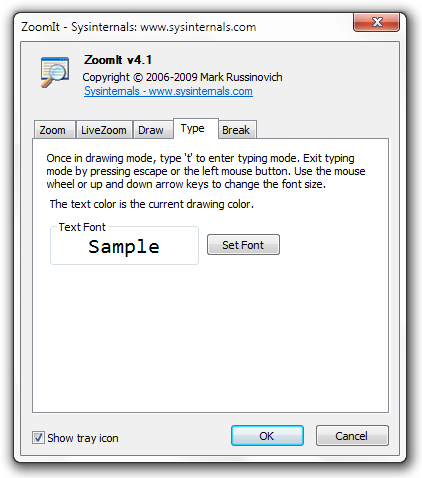 ZoomIt - Sysinternals: www.sysinternals.com
ZoomIt v4.1
Copyright © 2006-2009 Mark Russinovich
Sysinternals - www.sysinternals.com
Zoom LiveZoom Draw Type Break
Once in drawing mode, type 't' to enter typing mode. Exit typing
mode by pressing escape or the left mouse button. Use the mouse
wheel or up and down arrow keys to change the font size.
The text color is the current drawing color.
Text Font
Sample
Set Font
Show tray icon
OK
Cancel